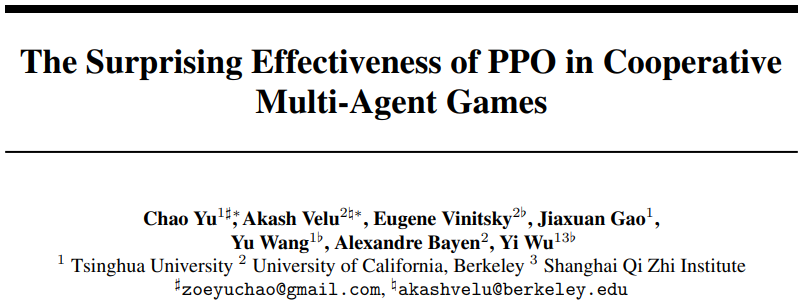 The Surprising Effectiveness of PPO in Cooperative
Multi-Agent Games
Chao Yu¹♯∗, Akash Velu²♮∗, Eugene Vinitsky²♭, Jiaxuan Gao¹,
Yu Wang¹♭, Alexandre Bayen², Yi Wu¹³♭
¹ Tsinghua University ² University of California, Berkeley ³ Shanghai Qi Zhi Institute
♯zoeyuchao@gmail.com, ♮akashvelu@berkeley.edu